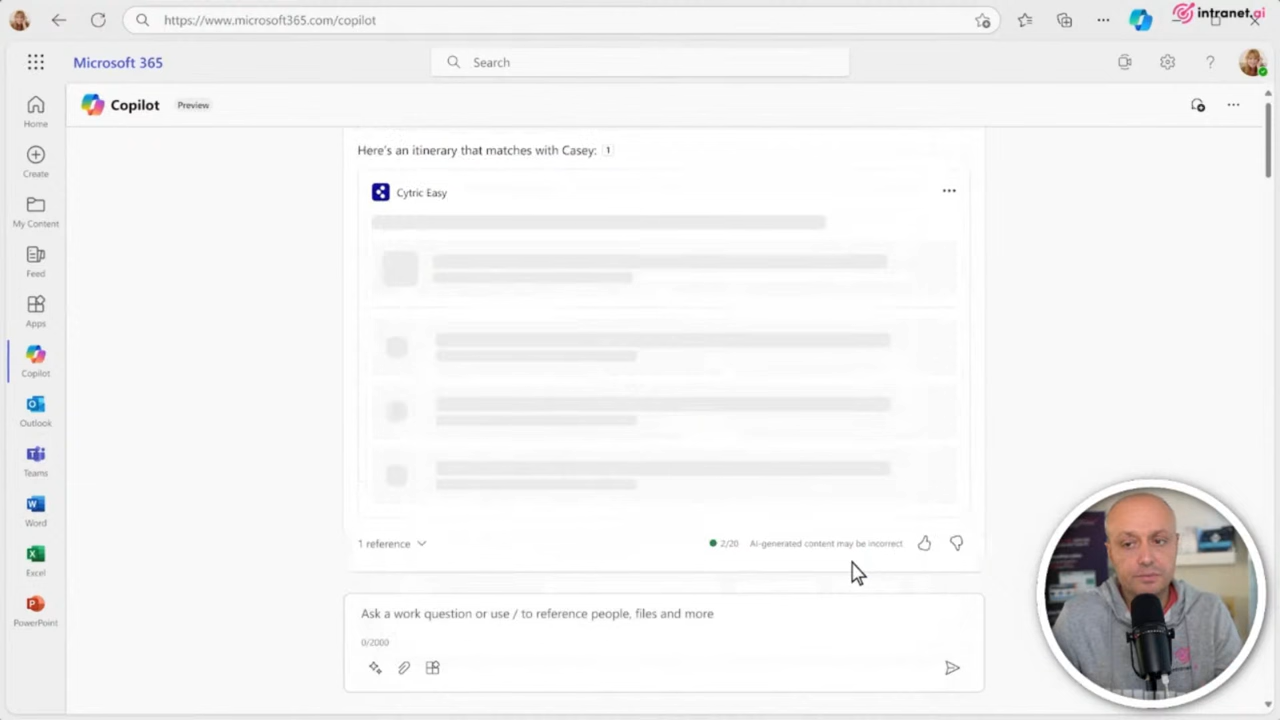 https://www.microsoft365.com/copilot
intranet.ai
Microsoft 365
Search
Home
Create
My Content
Feed
Apps
Copilot
Outlook
Teams
Word
Excel
PowerPoint
Copilot
Preview
Here's an itinerary that matches with Casey: 1
Cytric Easy
1 reference
2/20 AI-generated content may be incorrect
Ask a work question or use / to reference people, files and more
0/2000